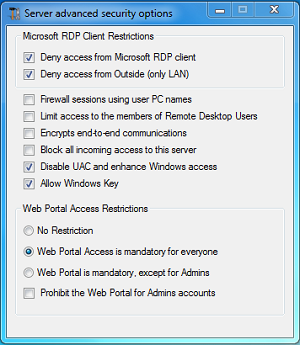 Server advanced security options
Microsoft RDP Client Restrictions
Deny access from Microsoft RDP client
Deny access from Outside (only LAN)
Firewall sessions using user PC names
Limit access to the members of Remote Desktop Users
Encrypts end-to-end communications
Block all incoming access to this server
Disable UAC and enhance Windows access
Allow Windows Key
Web Portal Access Restrictions
No Restriction
Web Portal Access is mandatory for everyone
Web Portal is mandatory, except for Admins
Prohibit the Web Portal for Admins accounts